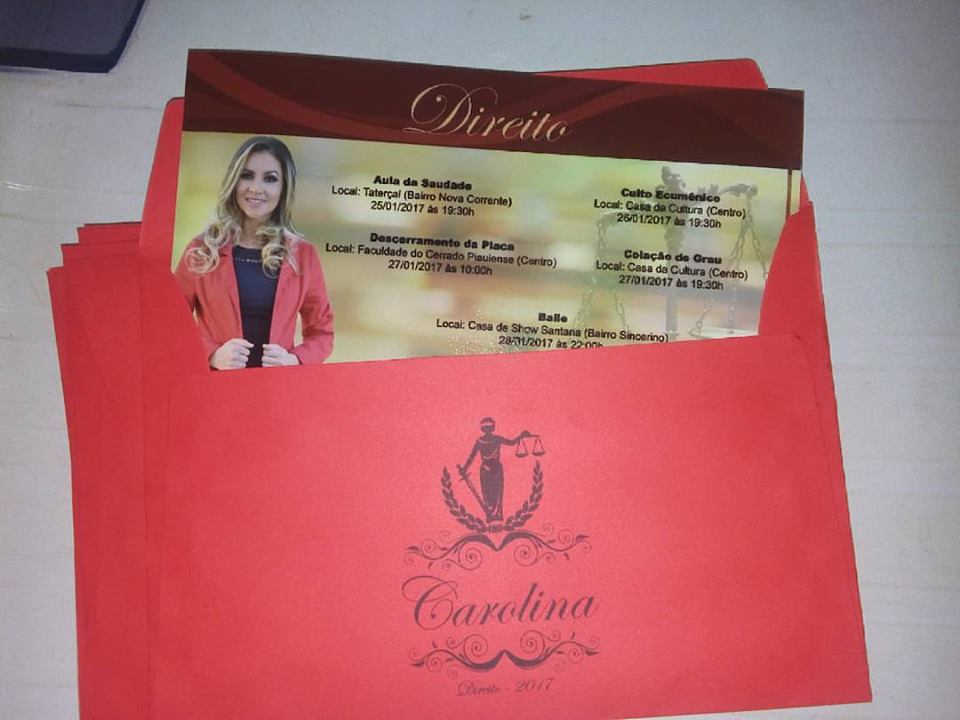 Direito
Aula da Saudade
Local: Taterçal (Bairro Nova Corrente)
25/01/2017 às 19:30h
Culto Ecumênico
Local: Casa da Cultura (Centro)
26/01/2017 às 19:30h
Descerramento da Placa
Local: Faculdade do Cerrado Piauiense (Centro)
27/01/2017 às 10:00h
Colação de Grau
Local: Casa da Cultura (Centro)
27/01/2017 às 19:30h
Baile
Local: Casa de Show Santana (Bairro Sincerino)
28/01/2017 às 22:00h
Carolina
Direito - 2017